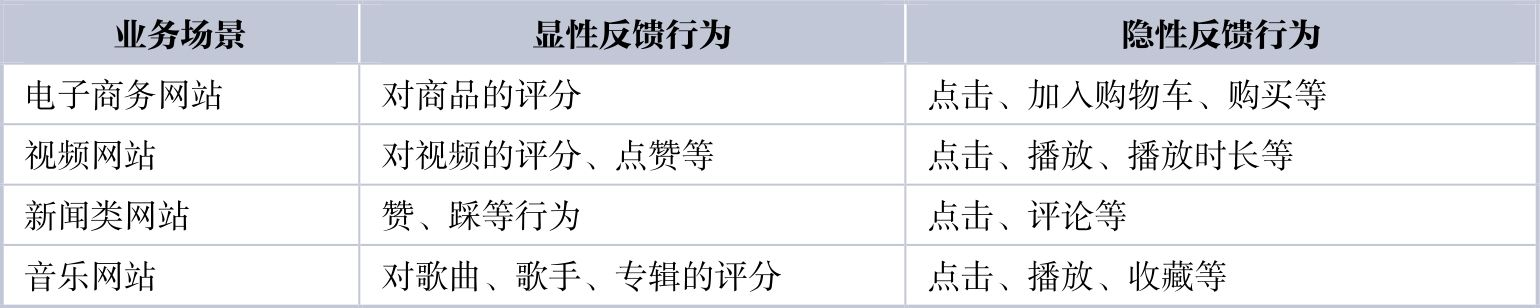 业务场景 显性反馈行为 隐性反馈行为
电子商务网站 对商品的评分 点击、加入购物车、购买等
视频网站 对视频的评分、点赞等 点击、播放、播放时长等
新闻类网站 赞、踩等行为 点击、评论等
音乐网站 对歌曲、歌手、专辑的评分 点击、播放、收藏等